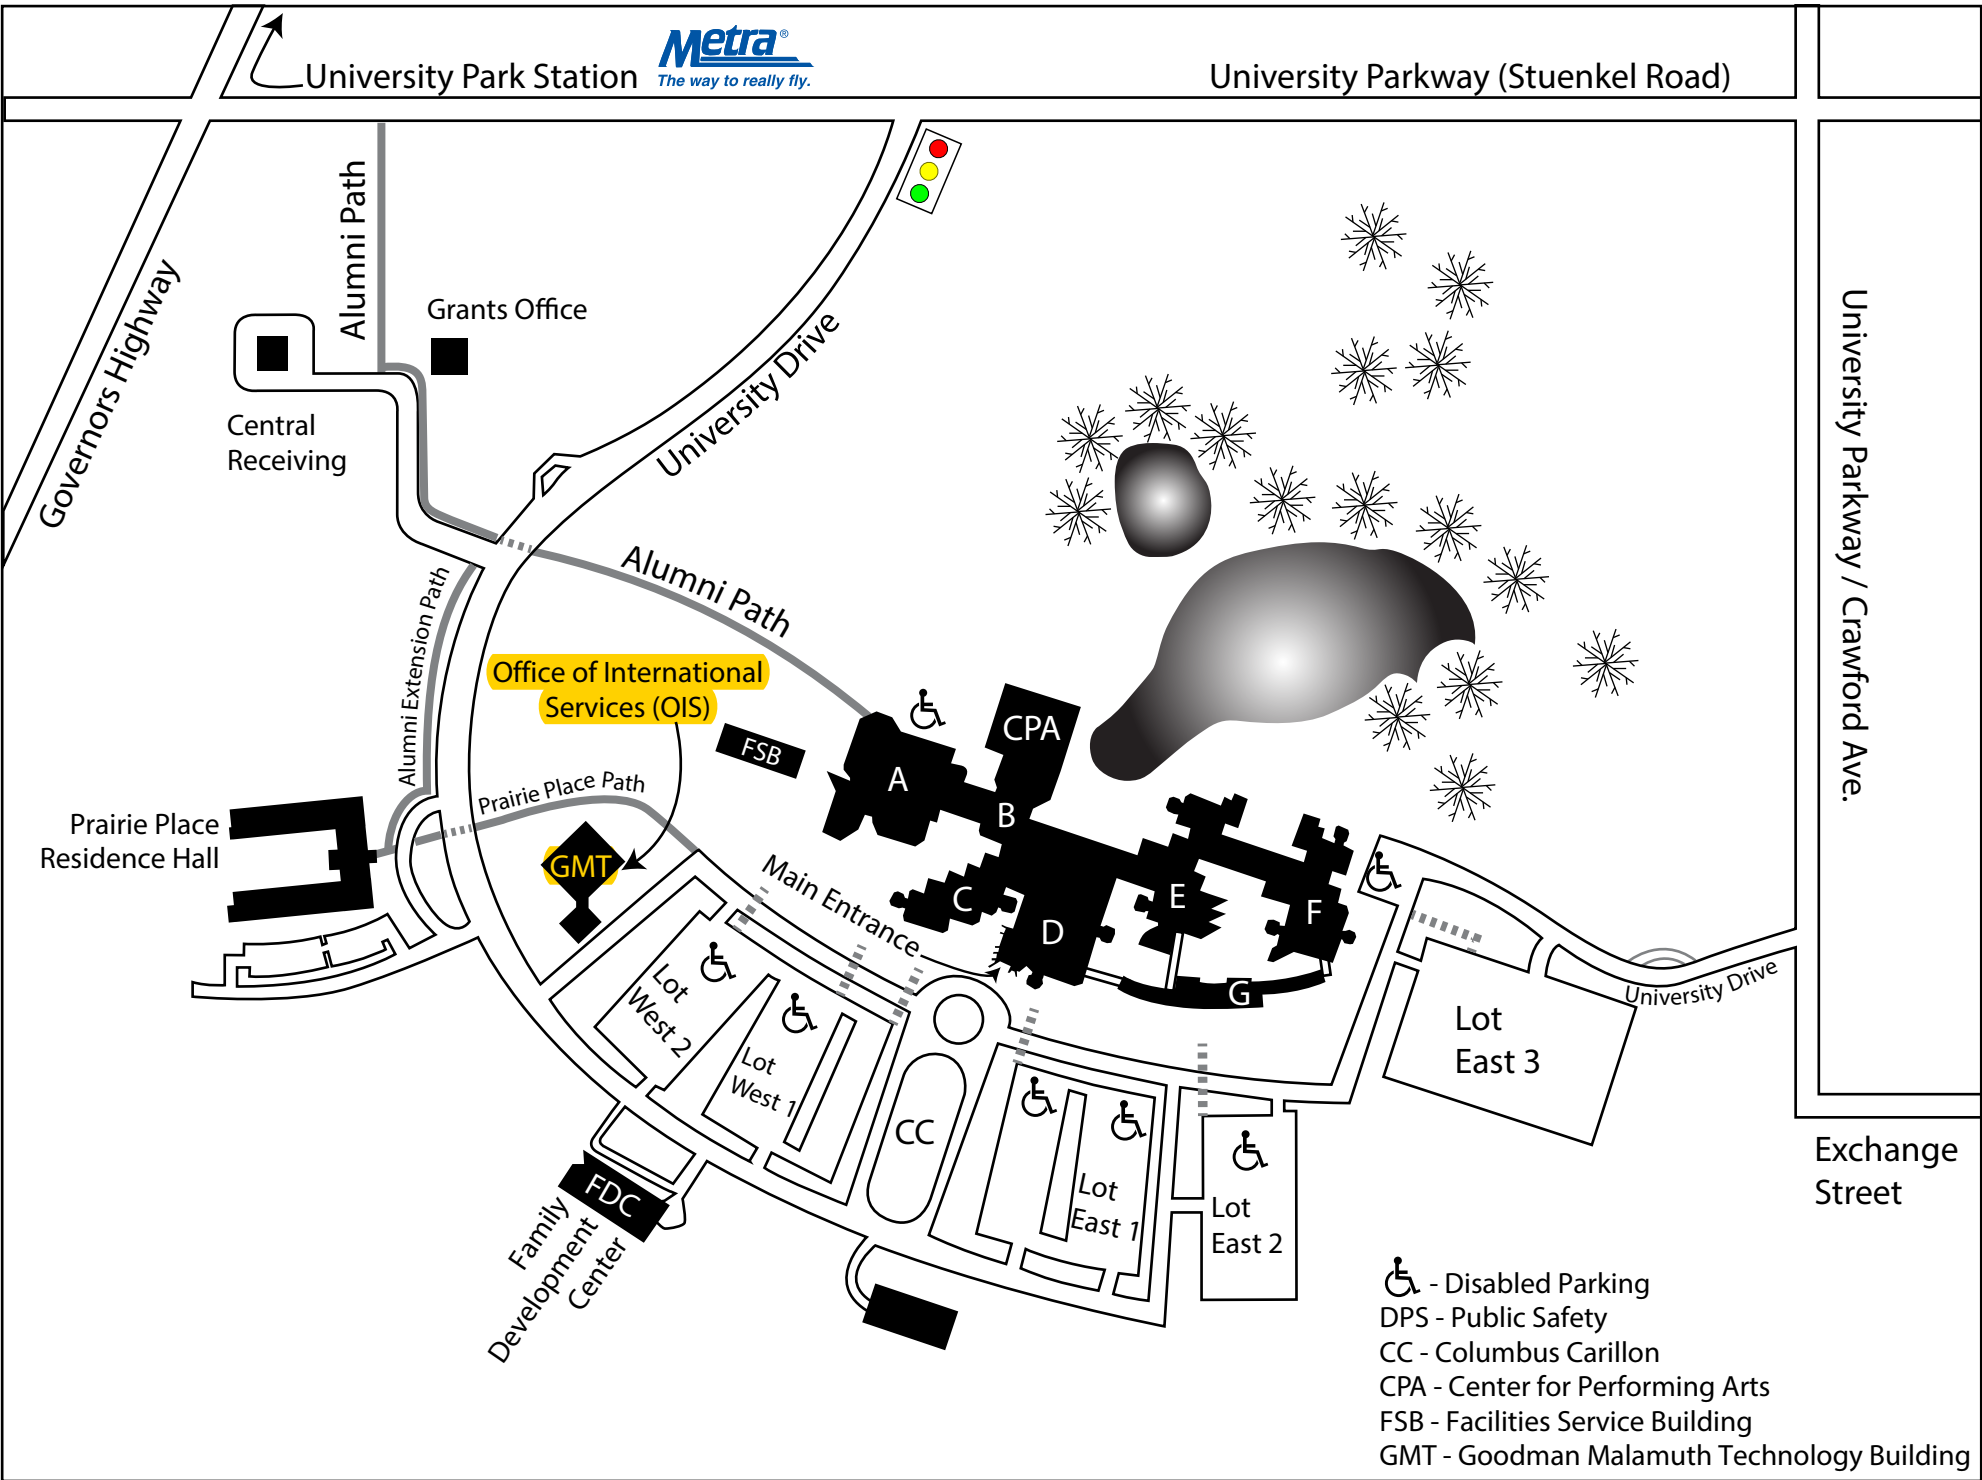 Metra®
The way to really fly.
University Park Station
University Parkway (Stuenkel Road)
Alumni Path
Governors Highway
Grants Office
Central
Receiving
University Drive
University Parkway / Crawford Ave.
Alumni Path
Alumni Extension Path
Office of International
Services (OIS)
FSB
CPA
A
B
Prairie Place Path
Prairie Place
Residence Hall
GMT
Main Entrance
C
D
E
F
G
University Drive
Lot
West 2
Lot
West 1
Lot
East 3
CC
Lot
East 1
Lot
East 2
Exchange
Street
FDC
Family
Development
Center
- Disabled Parking
DPS - Public Safety
CC - Columbus Carillon
CPA - Center for Performing Arts
FSB - Facilities Service Building
GMT - Goodman Malamuth Technology Building